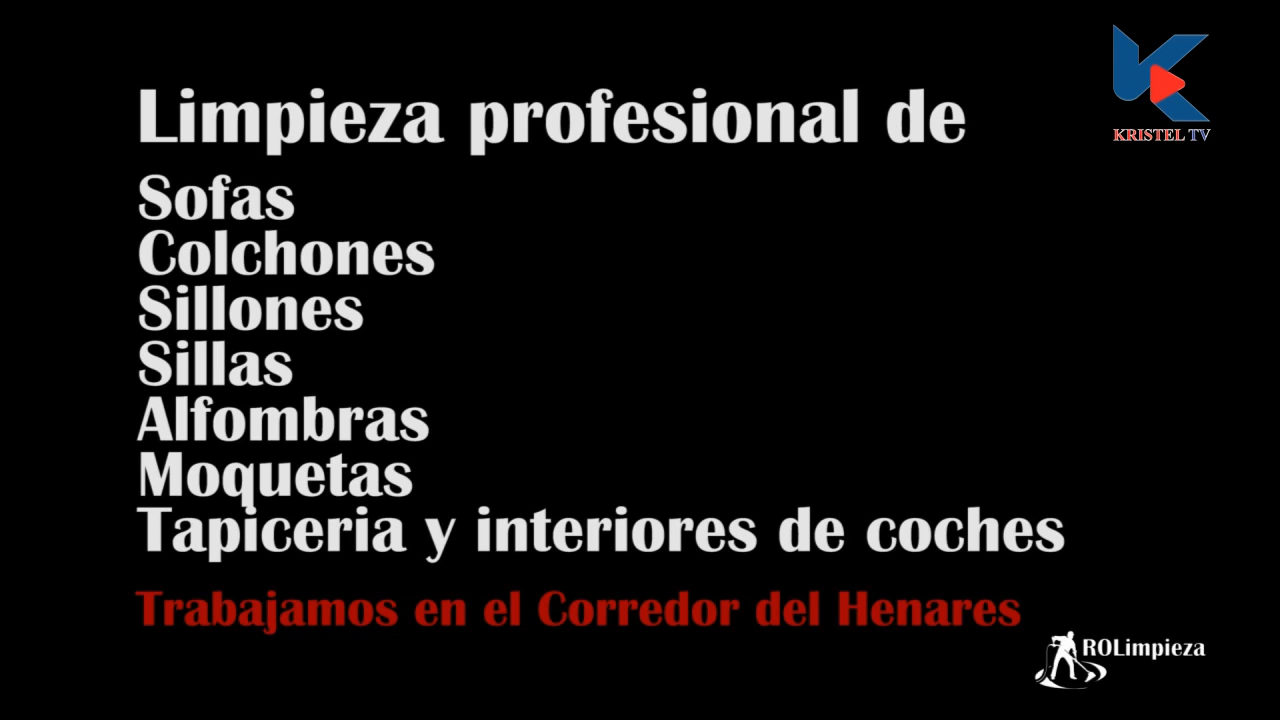 KRISTEL TV
Limpieza profesional de
Sofas
Colchones
Sillones
Sillas
Alfombras
Moquetas
Tapiceria y interiores de coches
Trabajamos en el Corredor del Henares
ROLimpieza